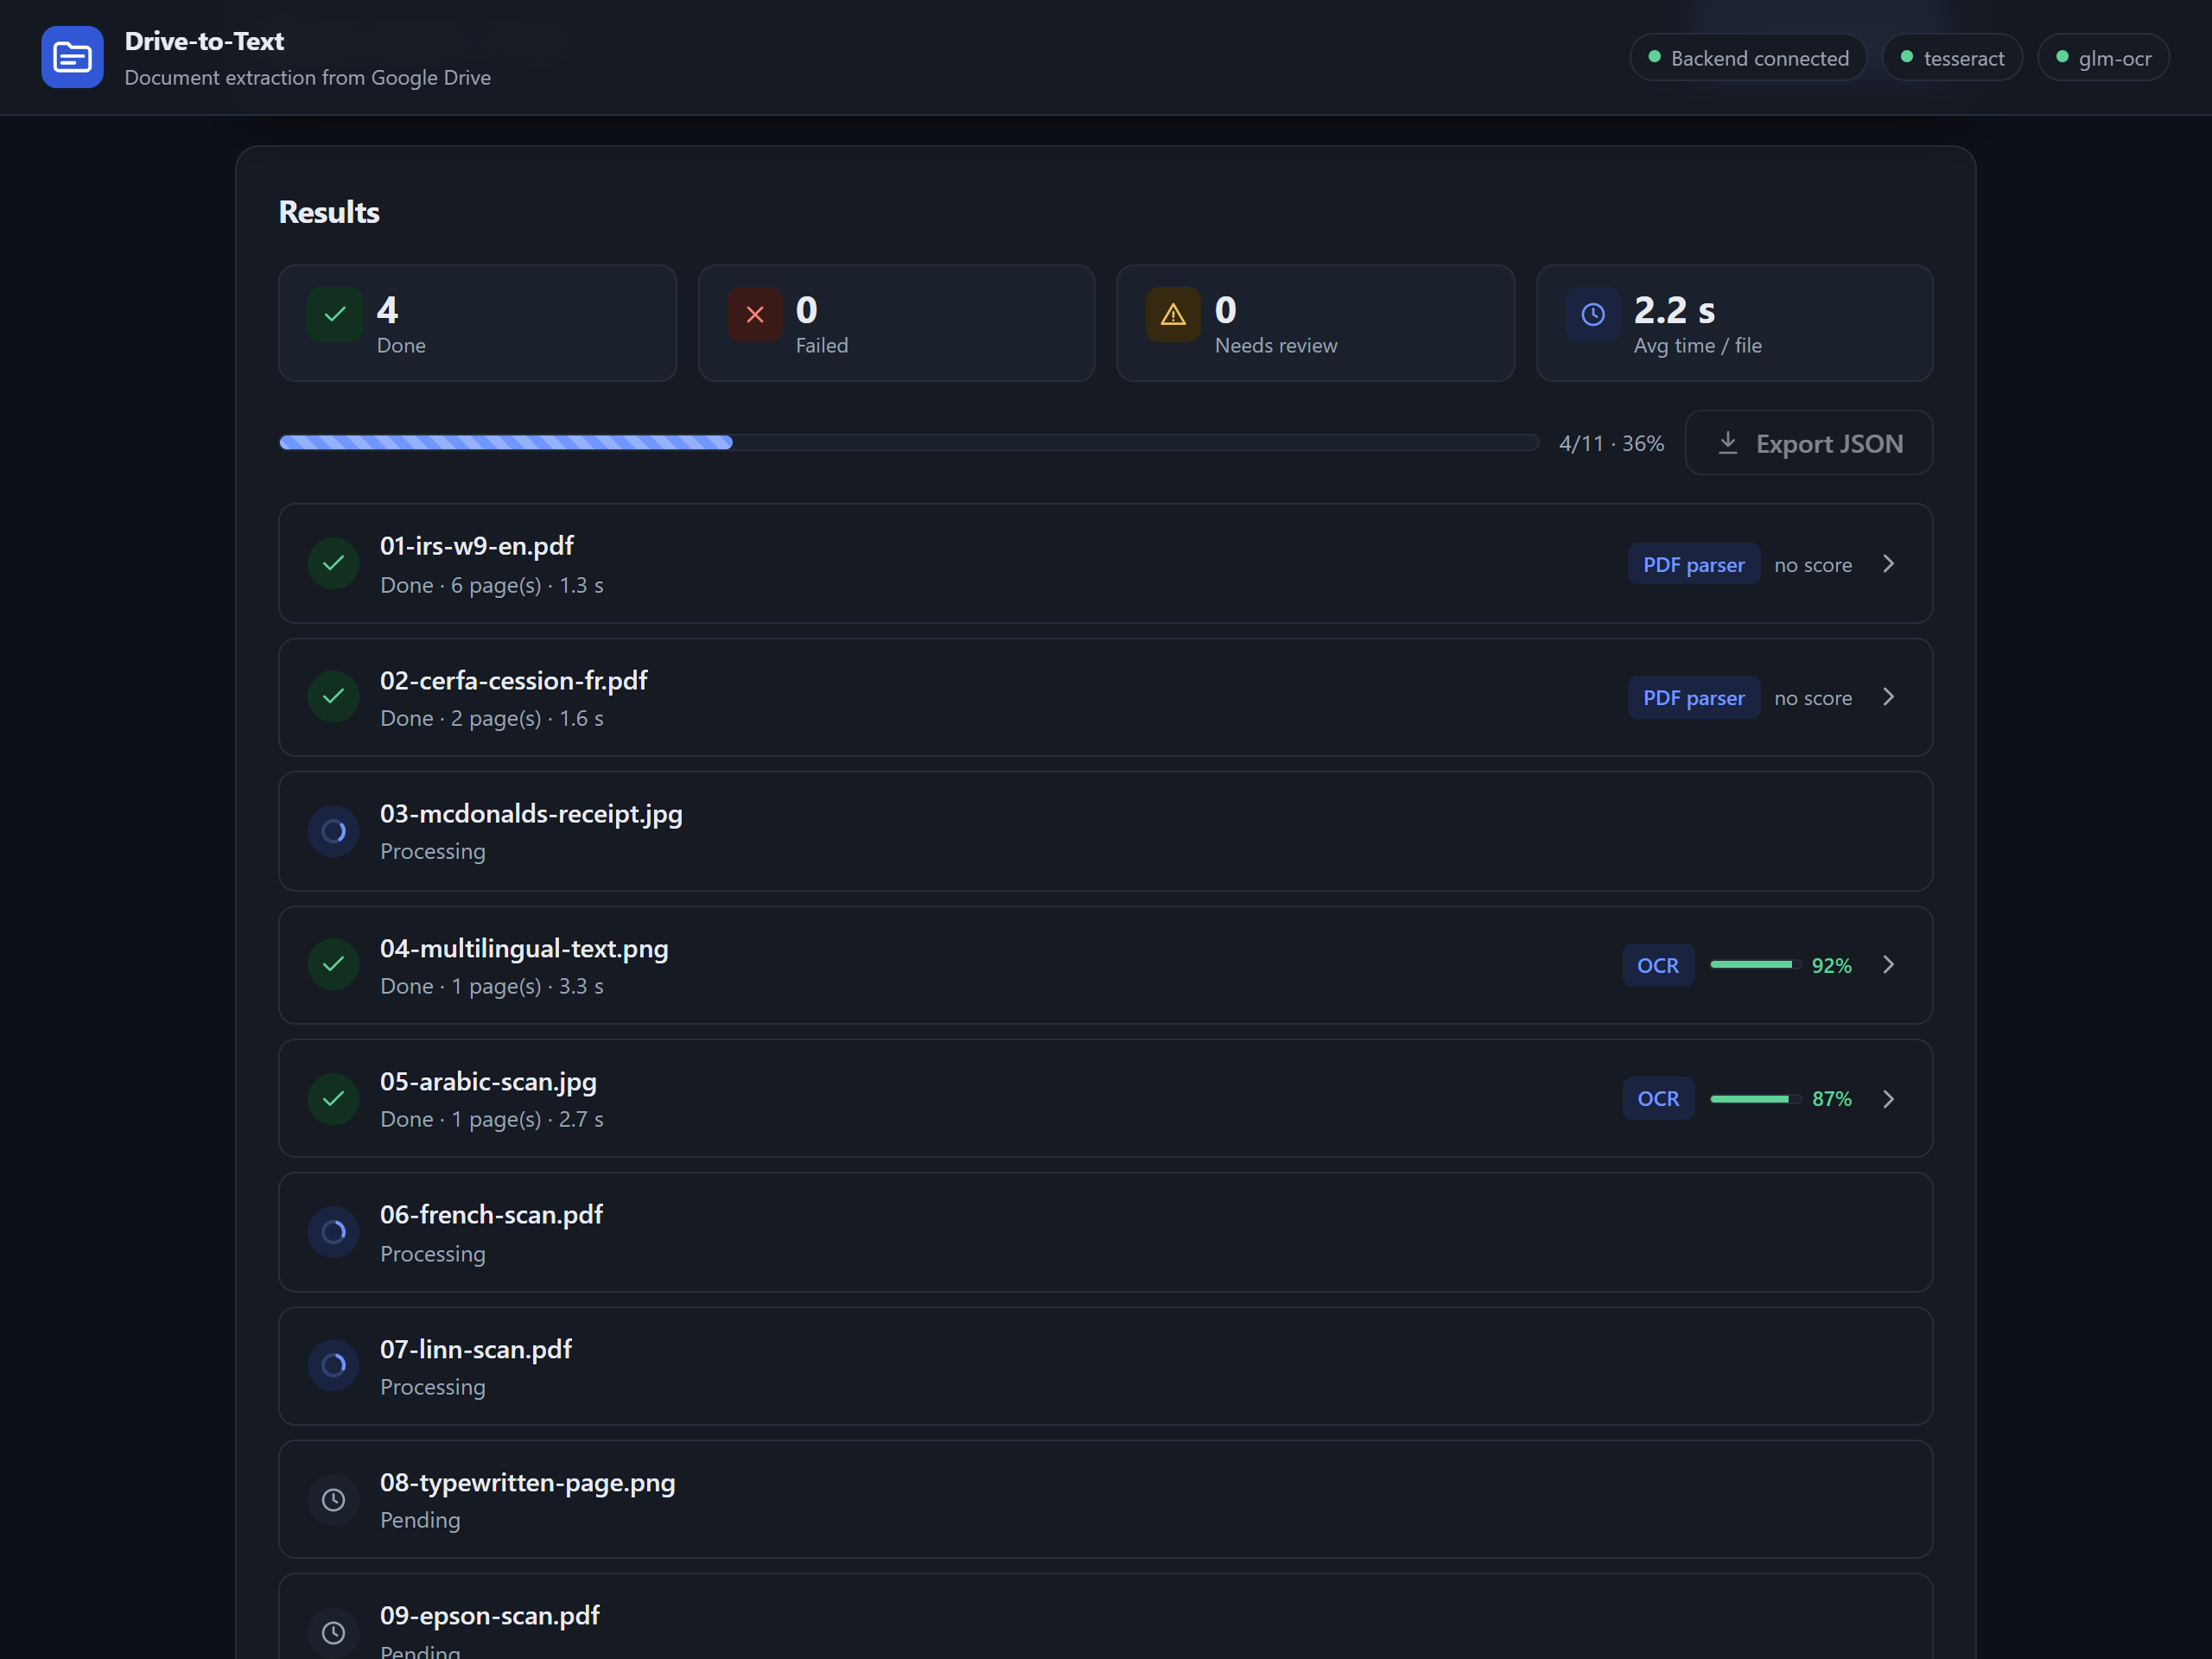 Drive-to-Text
Document extraction from Google Drive
Backend connected
tesseract
glm-ocr
Results
4
Done
0
Failed
0
Needs review
2.2 s
Avg time / file
4/11 · 36%
Export JSON
01-irs-w9-en.pdf
Done · 6 page(s) · 1.3 s
PDF parser
no score
02-cerfa-cession-fr.pdf
Done · 2 page(s) · 1.6 s
PDF parser
no score
03-mcdonalds-receipt.jpg
Processing
04-multilingual-text.png
Done · 1 page(s) · 3.3 s
OCR
92%
05-arabic-scan.jpg
Done · 1 page(s) · 2.7 s
OCR
87%
06-french-scan.pdf
Processing
07-linn-scan.pdf
Processing
08-typewritten-page.png
Pending
09-epson-scan.pdf
Pending